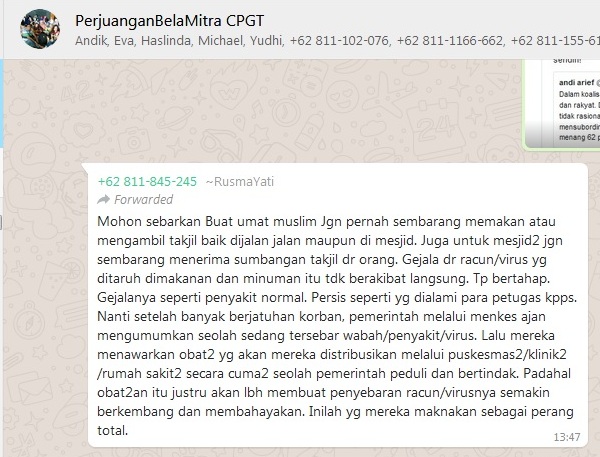 PerjuanganBelaMitra CPGT
Andik, Eva, Haslinda, Michael, Yudhi, +62 811-102-076, +62 811-1166-662, +62 811-155-61
sendiri!
andi arief @
Dalam koalis
dan rakyat. D
tidak rasiona
mensubordin
menang 62 p
+62 811-845-245 ~RusmaYati
Forwarded
Mohon sebarkan Buat umat muslim Jgn pernah sembarang memakan atau
mengambil takjil baik dijalan jalan maupun di mesjid. Juga untuk mesjid2 jgn
sembarang menerima sumbangan takjil dr orang. Gejala dr racun/virus yg
ditaruh dimakanan dan minuman itu tdk berakibat langsung. Tp bertahap.
Gejalanya seperti penyakit normal. Persis seperti yg dialami para petugas kpps.
Nanti setelah banyak berjatuhan korban, pemerintah melalui menkes ajan
mengumumkan seolah sedang tersebar wabah/penyakit/virus. Lalu mereka
menawarkan obat2 yg akan mereka distribusikan melalui puskesmas2/klinik2
/rumah sakit2 secara cuma2 seolah pemerintah peduli dan bertindak. Padahal
obat2an itu justru akan lbh membuat penyebaran racun/virusnya semakin
berkembang dan membahayakan. Inilah yg mereka maknakan sebagai perang
total.
13:47